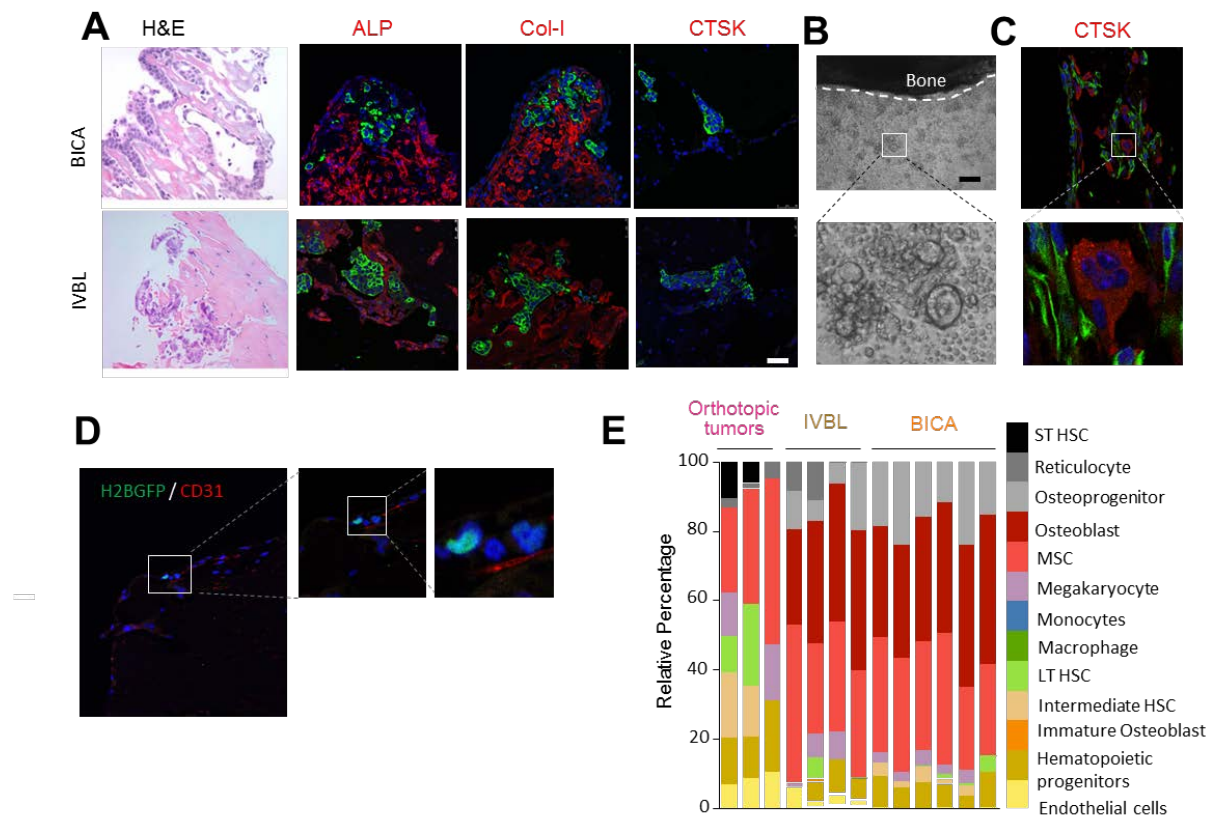 A
H&E
ALP
Col-I
CTSK
BICA
IVBL
B
Bone
C
CTSK
D
H2BGFP / CD31
E
Orthotopic
tumors
IVBL
BICA
Relative Percentage
100
80
60
40
20
0
ST HSC
Reticulocyte
Osteoprogenitor
Osteoblast
MSC
Megakaryocyte
Monocytes
Macrophage
LT HSC
Intermediate HSC
Immature Osteoblast
Hematopoietic
progenitors
Endothelial cells